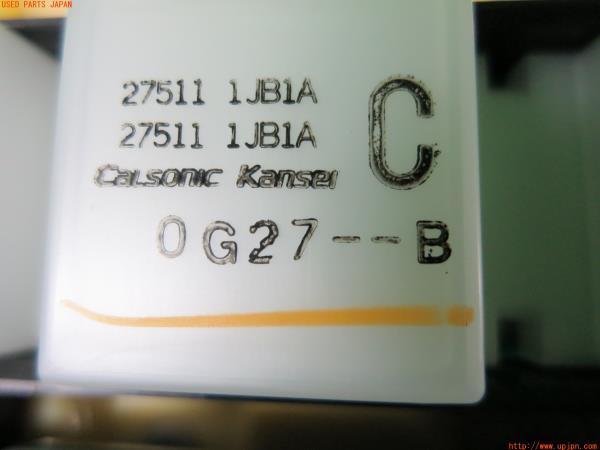 USED PARTS JAPAN
27511 1JB1A
27511 1JB1A
C
Calsonic Kansei
0G27--B
http://www.upjpn.com